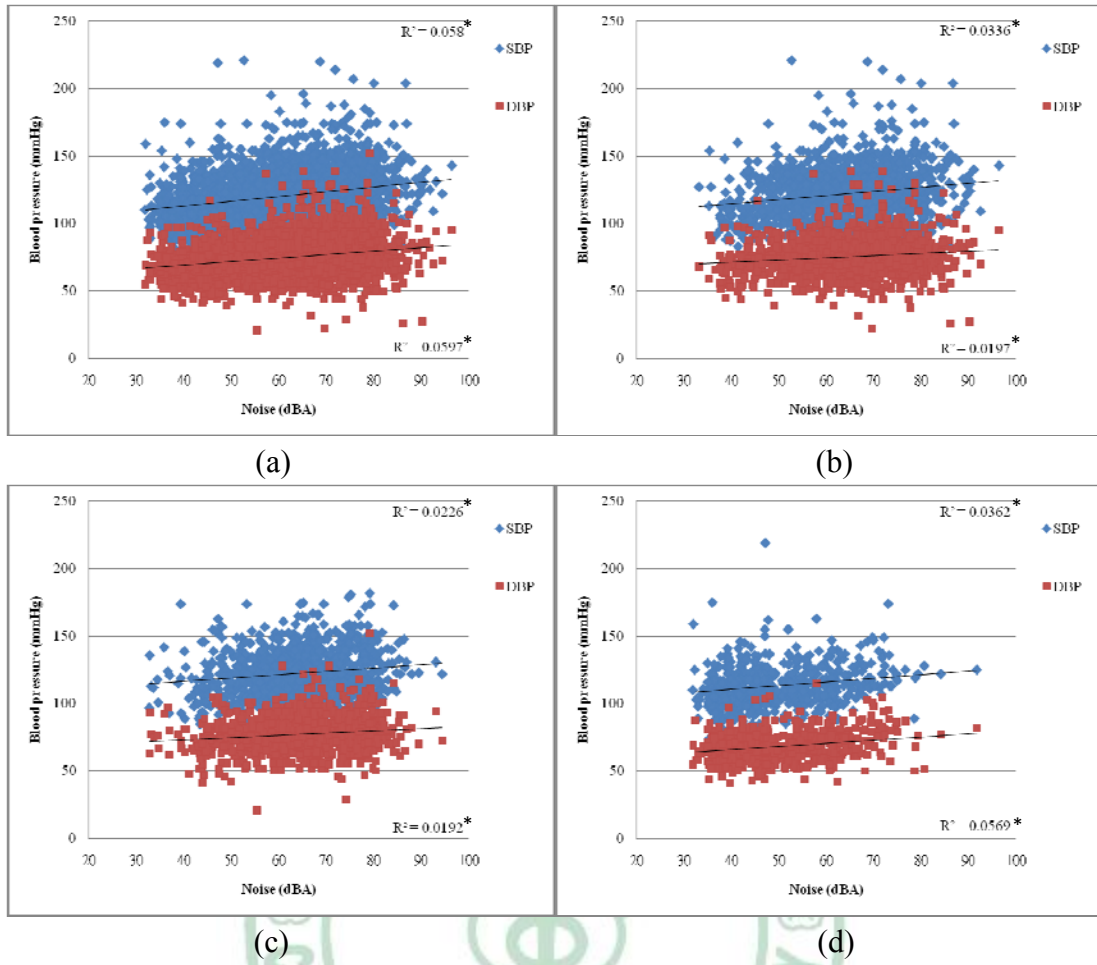 250
200
150
100
50
0
20 30 40 50 60 70 80 90 100
Blood pressure (mmHg)
Noise (dBA)
R² = 0.058*
SBP
DBP
R² = 0.0597*
(a)
250
200
150
100
50
0
20 30 40 50 60 70 80 90 100
Blood pressure (mmHg)
Noise (dBA)
R² = 0.0336*
SBP
DBP
R² = 0.0197*
(b)
250
200
150
100
50
0
20 30 40 50 60 70 80 90 100
Blood pressure (mmHg)
Noise (dBA)
R² = 0.0226*
SBP
DBP
R² = 0.0192*
(c)
250
200
150
100
50
0
20 30 40 50 60 70 80 90 100
Blood pressure (mmHg)
Noise (dBA)
R² = 0.0362*
SBP
DBP
R² = 0.0569*
(d)